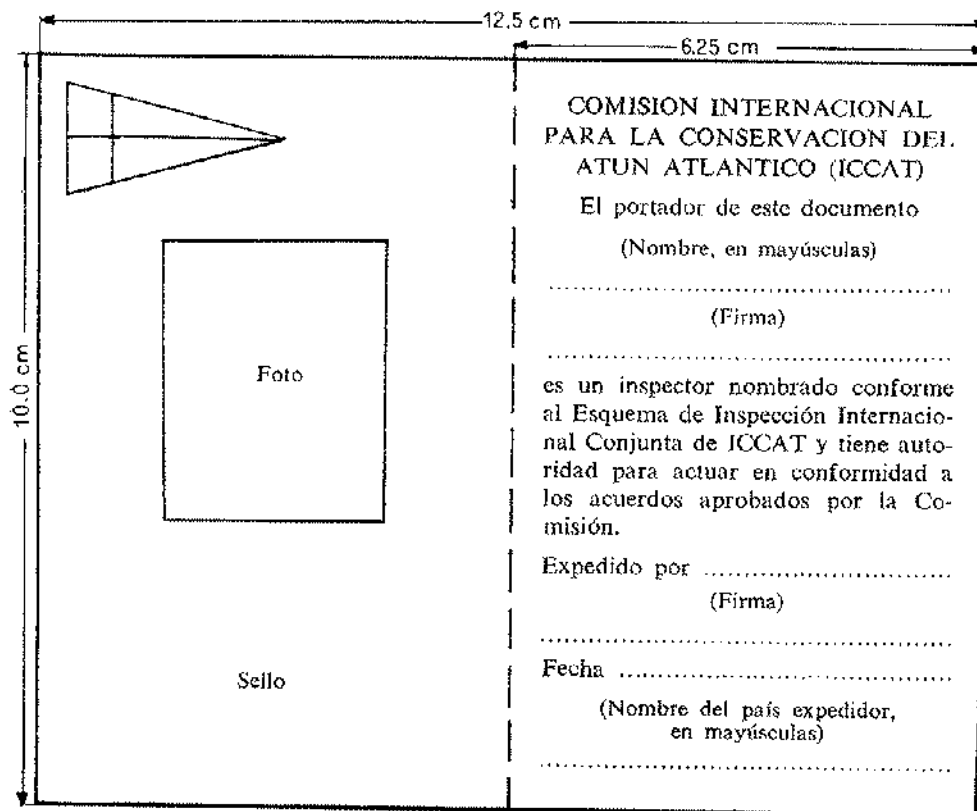 12.5 cm
6.25 cm
10.0 cm
Foto
Sello
COMISION INTERNACIONAL
PARA LA CONSERVACION DEL
ATUN ATLANTICO (ICCAT)
El portador de este documento
(Nombre, en mayúsculas)
(Firma)
es un inspector nombrado conforme
al Esquema de Inspección Internacio-
nal Conjunta de ICCAT y tiene auto-
ridad para actuar en conformidad a
los acuerdos aprobados por la Co-
misión.
Expedido por
(Firma)
Fecha
(Nombre del país expedidor,
en mayúsculas)